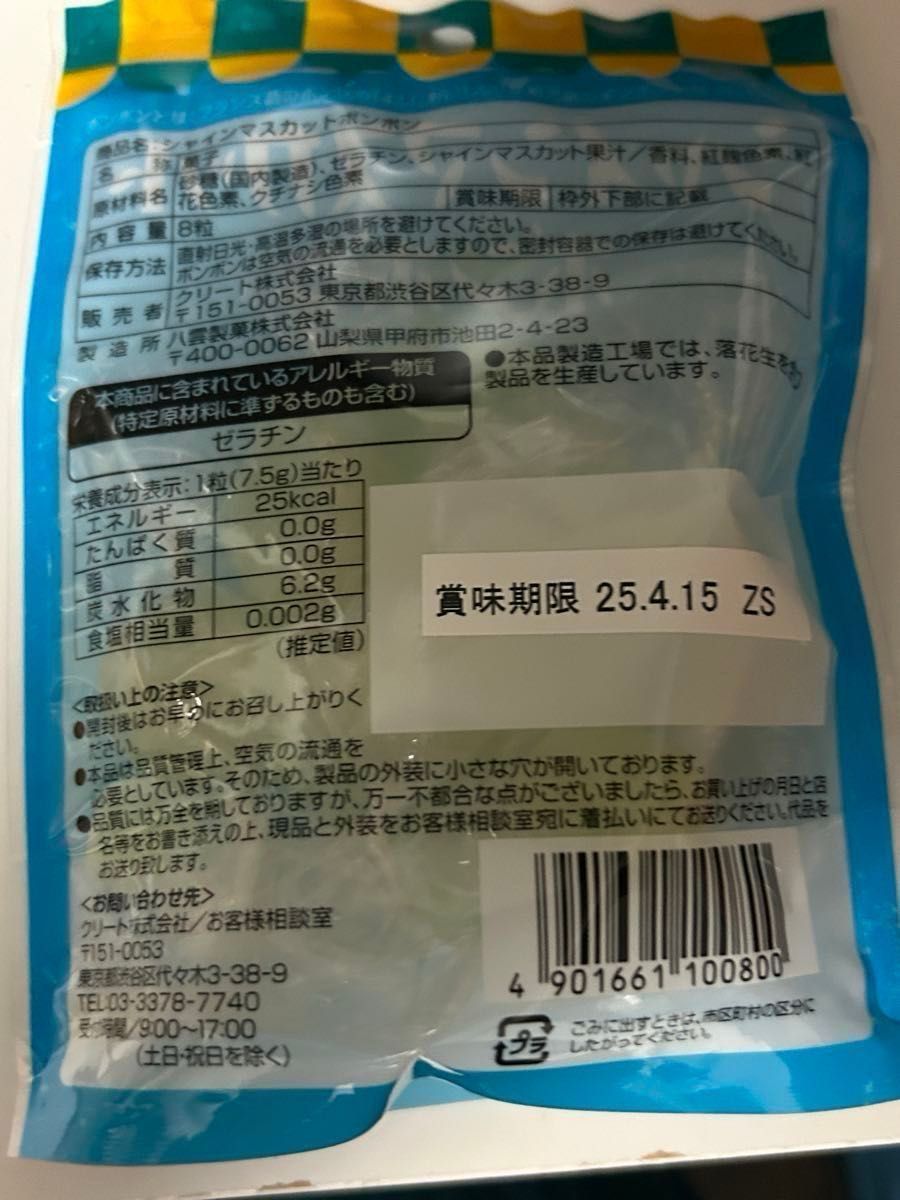 商品名:シャインマスカットボンボン
名 称 菓子
原材料名 砂糖(国内製造)、ゼラチン、シャインマスカット果汁/香料、紅麹色素、紅
花色素、クチナシ色素
賞味期限 枠外下部に記載
内容量 8粒
保存方法 直射日光・高温多湿の場所を避けてください。
ボンボンは空気の流通を必要としますので、密封容器での保存は避けてください。
販売者 クリート株式会社
〒151-0053 東京都渋谷区代々木3-38-9
製造所 八雲製菓株式会社
〒400-0062 山梨県甲府市池田2-4-23
本商品に含まれているアレルギー物質
(特定原材料に準ずるものも含む)
ゼラチン
●本品製造工場では、落花生を含む
製品を生産しています。
栄養成分表示:1粒(7.5g)当たり
エネルギー 25kcal
たんぱく質 0.0g
脂 質 0.0g
炭水化物 6.2g
食塩相当量 0.002g
(推定値)
賞味期限 25.4.15 ZS
<取扱い上の注意>
●開封後はお早めにお召し上がりく
ださい。
●本品は品質管理上、空気の流通を
必要としています。そのため、製品の外装に小さな穴が開いております。
●品質には万全を期しておりますが、万一不都合な点がございましたら、お買い上げの月日と店
名等をお書き添えの上、現品と外装をお客様相談室宛に着払いにてお送りください。代品を
お送り致します。
<お問い合わせ先>
クリート株式会社/お客様相談室
〒151-0053
東京都渋谷区代々木3-38-9
TEL:03-3378-7740
受付時間/9:00~17:00
(土日・祝日を除く)
4 901661 100800
プラ
ごみに出すときは、市区町村の区分に
したがってください。